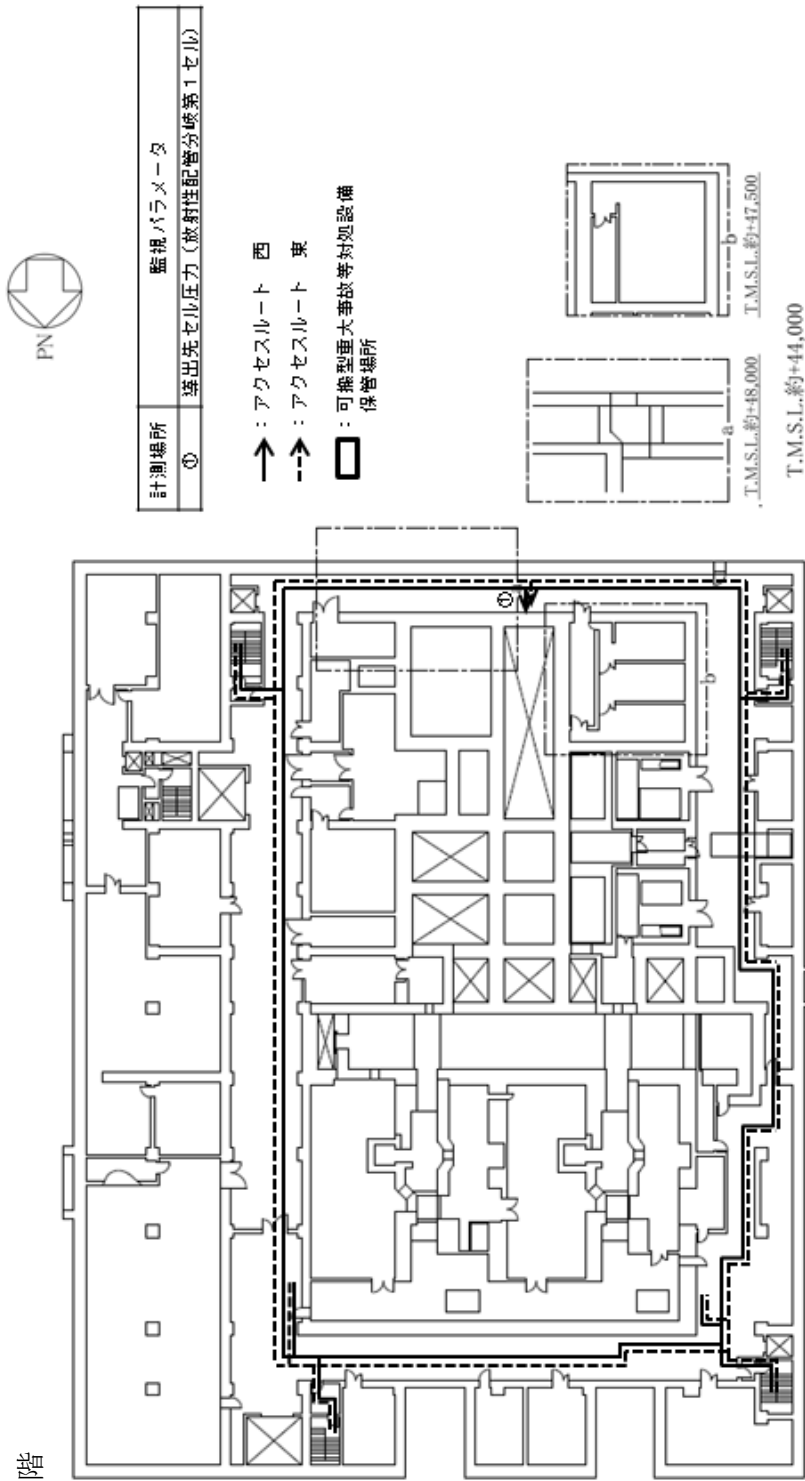 階
PN
計測場所 監視パラメータ
① 導出先セル圧力（放射性配管分岐第１セル）
：アクセスルート 西
：アクセスルート 東
：可搬型重大事故等対処設備
保管場所
①
b
a
T.M.S.L.約+48,000
b
T.M.S.L.約+47,500
T.M.S.L.約+44,000